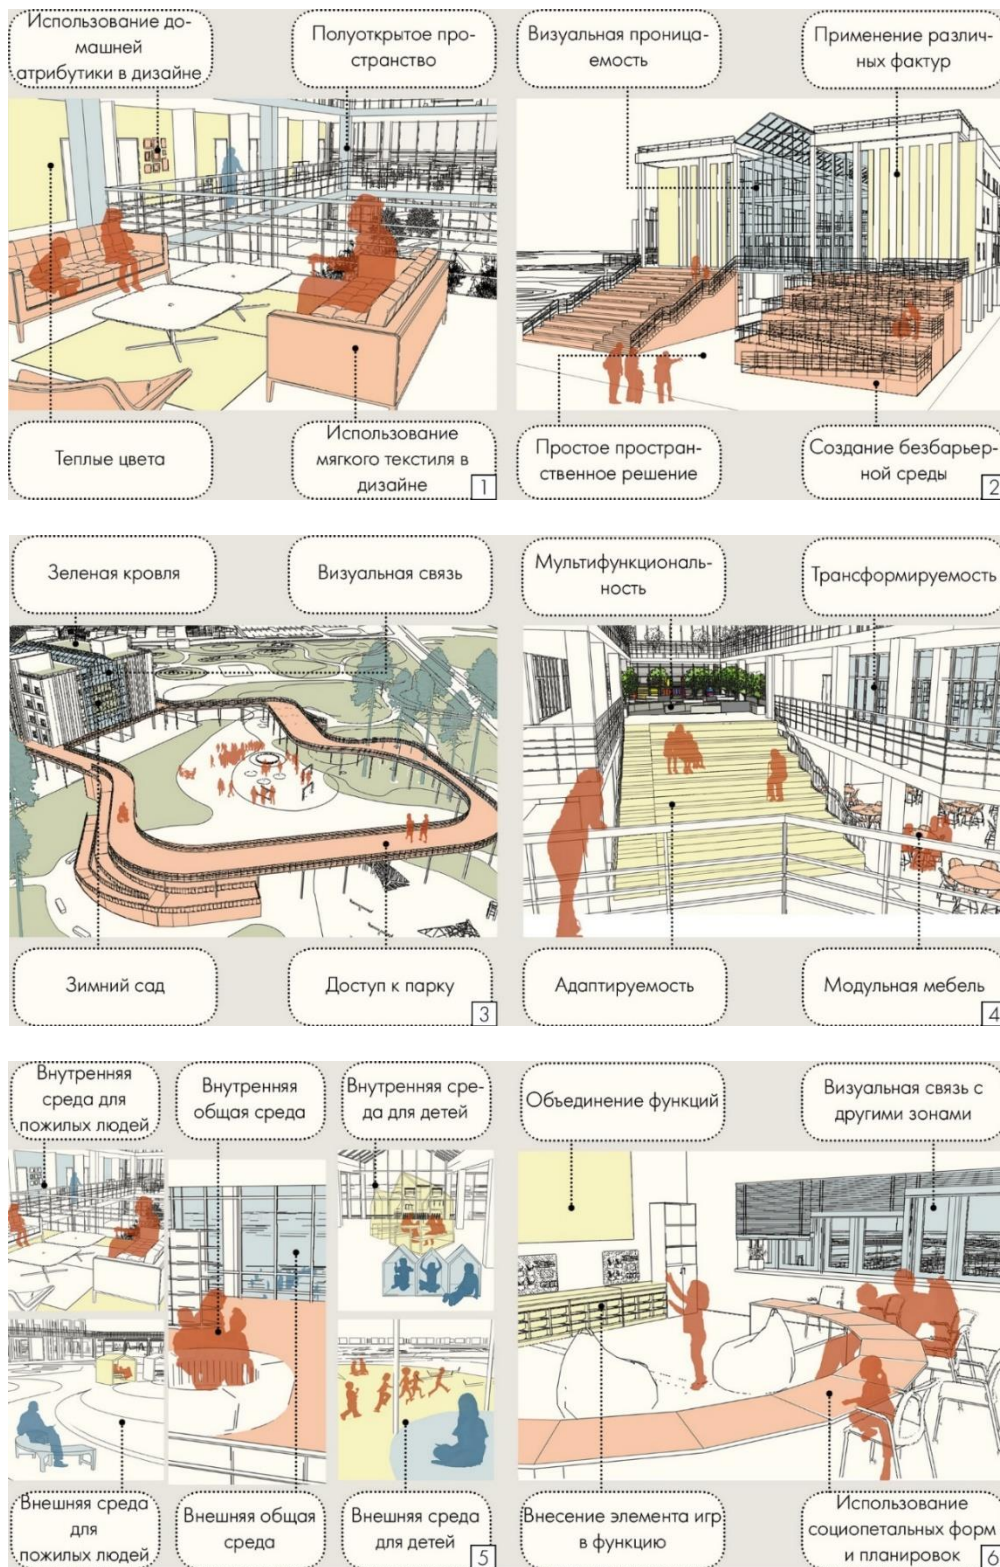 Использование до-
машней
атрибутики в дизайне
Полуоткрытое про-
странство
Теплые цвета
Использование
мягкого текстиля в
дизайне
1
Визуальная проница-
емость
Применение различ-
ных фактур
Простое простран-
ственное решение
Создание безбарьер-
ной среды
2
Зеленая кровля
Визуальная связь
Зимний сад
Доступ к парку
3
Мультифункциональ-
ность
Трансформируемость
Адаптируемость
Модульная мебель
4
Внутренняя
среда для
пожилых людей
Внутренняя
общая среда
Внутренняя сре-
да для детей
Внешняя среда
для
пожилых людей
Внешняя общая
среда
Внешняя среда
для детей
5
Объединение функций
Визуальная связь с
другими зонами
Внесение элемента игр
в функцию
Использование
социопетальных форм
и планировок
6